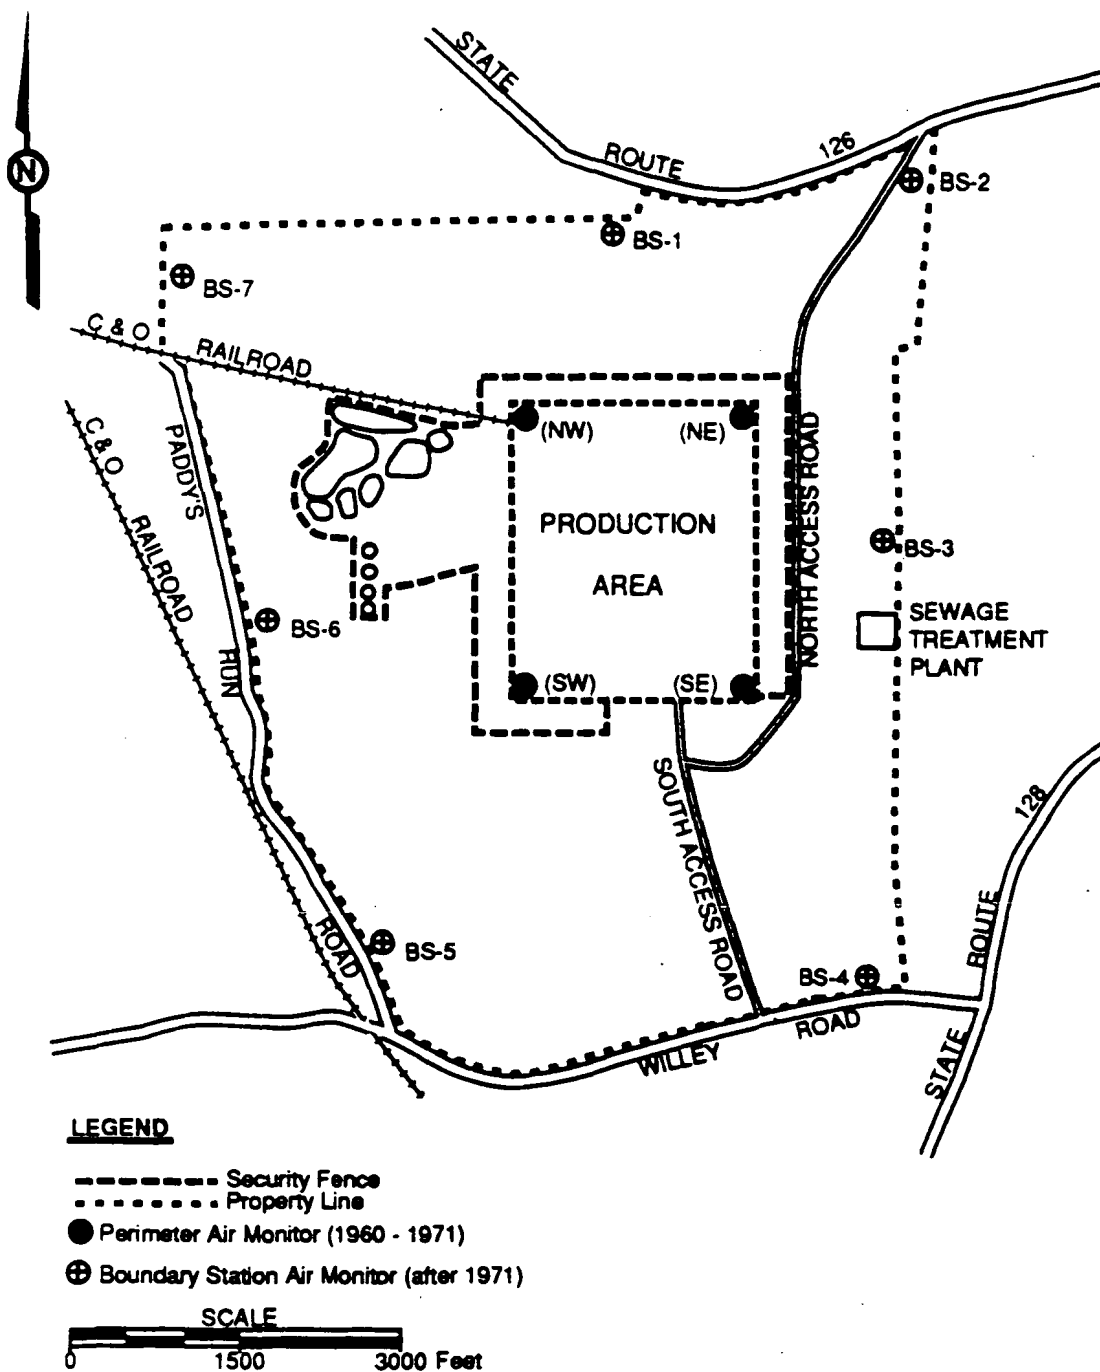 STATE
ROUTE
126
N
BS-2
BS-1
BS-7
C & O
RAILROAD
(NW)
(NE)
C & O
RAILROAD
PADDY'S
RUN
ROAD
PRODUCTION
AREA
NORTH ACCESS ROAD
BS-3
BS-6
SEWAGE
TREATMENT
PLANT
(SW)
(SE)
SOUTH ACCESS ROAD
128
ROUTE
STATE
BS-5
BS-4
WILLEY
ROAD
LEGEND
Security Fence
Property Line
Perimeter Air Monitor (1960 - 1971)
Boundary Station Air Monitor (after 1971)
SCALE
0 1500 3000 Feet